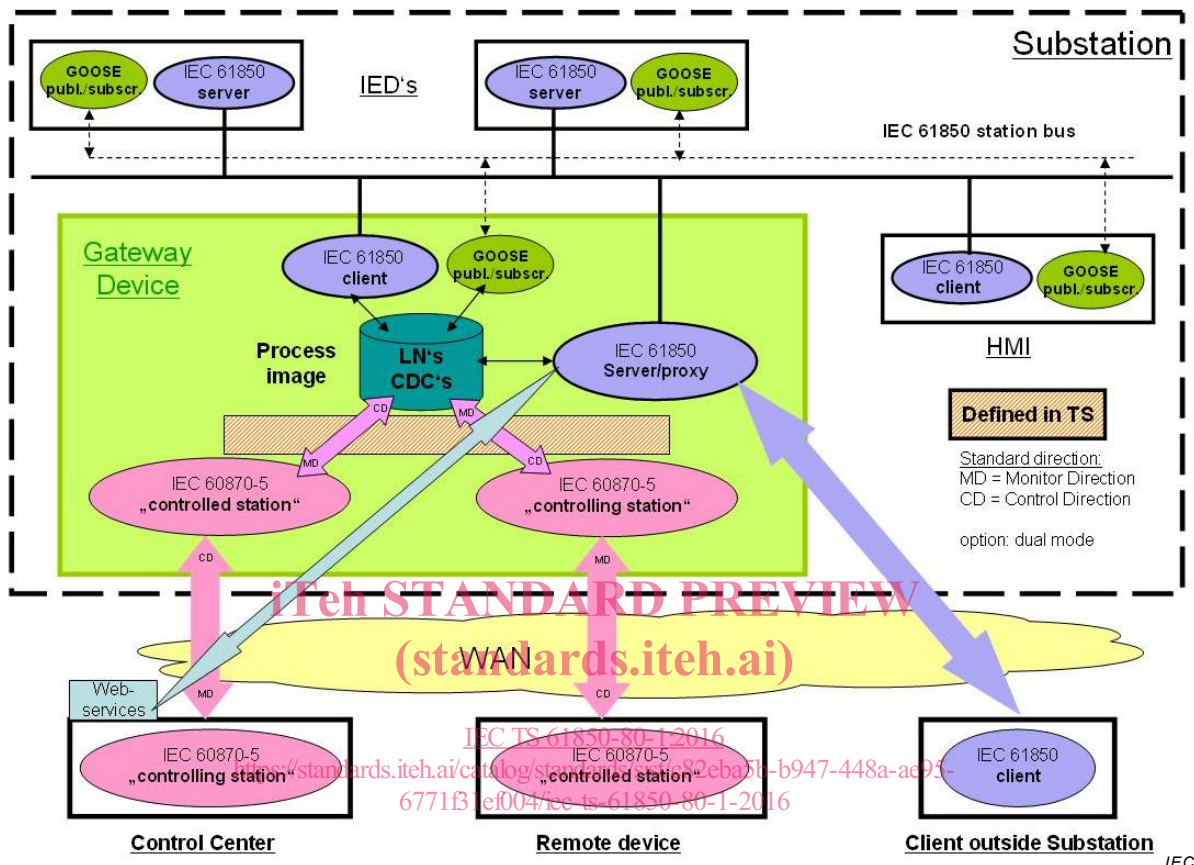 Substation
GOOSE
publ./subscr.
IEC 61850
server
IED's
IEC 61850
server
GOOSE
publ./subscr.
IEC 61850 station bus
Gateway
Device
IEC 61850
client
GOOSE
publ./subscr.
IEC 61850
client
GOOSE
publ./subscr.
HMI
Process
image
LN's
CDC's
IEC 61850
Server/proxy
CD
MD
MD
CD
Defined in TS
Standard direction:
MD = Monitor Direction
CD = Control Direction
option: dual mode
IEC 60870-5
„controlled station“
IEC 60870-5
„controlling station“
CD
MD
iTeh STANDARD PREVIEW
(standards.iteh.ai)
WAN
Web-
services
MD
CD
IEC TS 61850-80-1:2016
IEC 60870-5
„controlling station“
IEC 60870-5
„controlled station“
IEC 61850
client
6771f31ef004/iec-ts-61850-80-1-2016
Control Center
Remote device
Client outside Substation
IEC